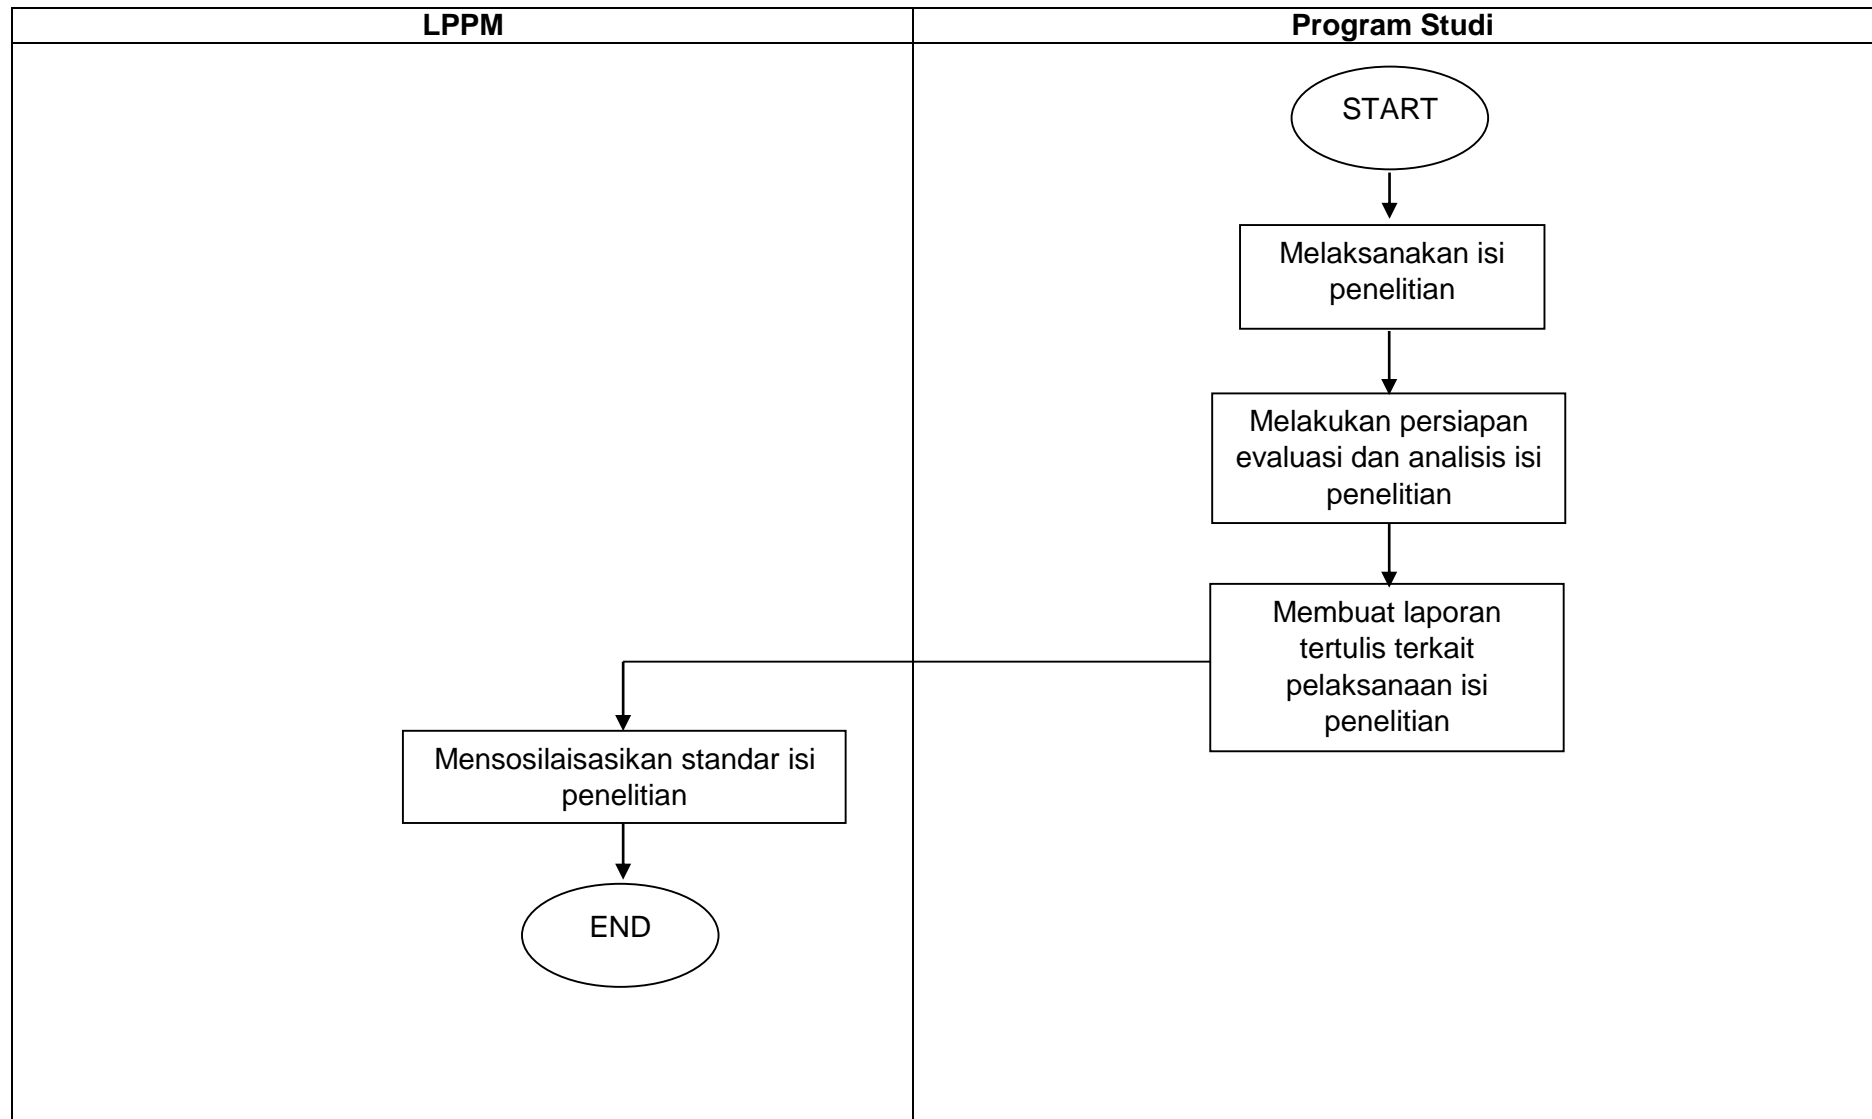 LPPM
Program Studi
START
Melaksanakan isi
penelitian
Melakukan persiapan
evaluasi dan analisis isi
penelitian
Membuat laporan
tertulis terkait
pelaksanaan isi
penelitian
Mensosilaisasikan standar isi
penelitian
END